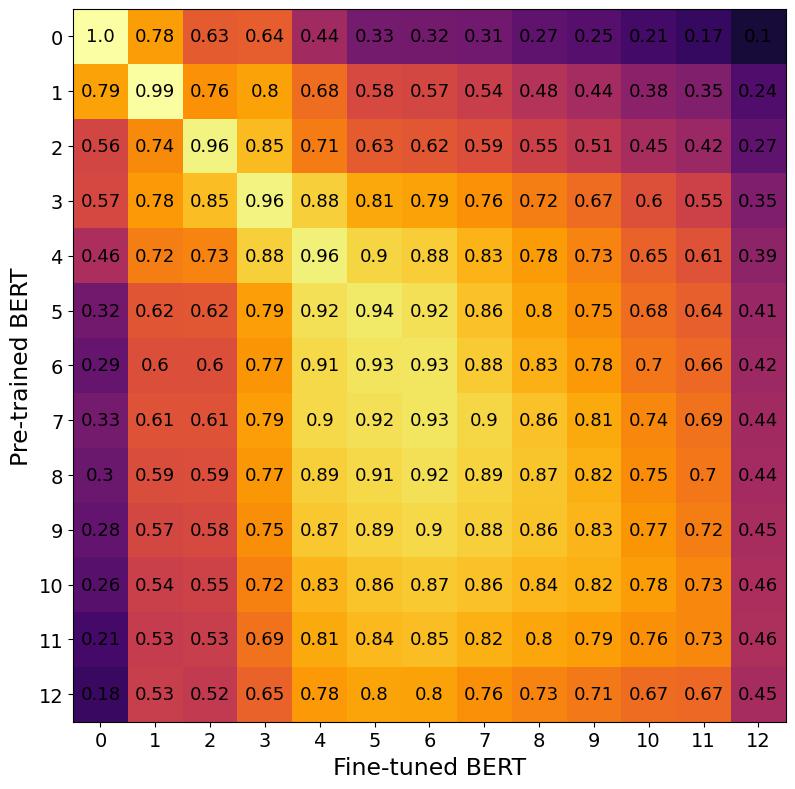 0 1.0 0.78 0.63 0.64 0.44 0.33 0.32 0.31 0.27 0.25 0.21 0.17 0.1
1 0.79 0.99 0.76 0.8 0.68 0.58 0.57 0.54 0.48 0.44 0.38 0.35 0.24
2 0.56 0.74 0.96 0.85 0.71 0.63 0.62 0.59 0.55 0.51 0.45 0.42 0.27
3 0.57 0.78 0.85 0.96 0.88 0.81 0.79 0.76 0.72 0.67 0.6 0.55 0.35
4 0.46 0.72 0.73 0.88 0.96 0.9 0.88 0.83 0.78 0.73 0.65 0.61 0.39
5 0.32 0.62 0.62 0.79 0.92 0.94 0.92 0.86 0.8 0.75 0.68 0.64 0.41
6 0.29 0.6 0.6 0.77 0.91 0.93 0.93 0.88 0.83 0.78 0.7 0.66 0.42
7 0.33 0.61 0.61 0.79 0.9 0.92 0.93 0.9 0.86 0.81 0.74 0.69 0.44
8 0.3 0.59 0.59 0.77 0.89 0.91 0.92 0.89 0.87 0.82 0.75 0.7 0.44
9 0.28 0.57 0.58 0.75 0.87 0.89 0.9 0.88 0.86 0.83 0.77 0.72 0.45
10 0.26 0.54 0.55 0.72 0.83 0.86 0.87 0.86 0.84 0.82 0.78 0.73 0.46
11 0.21 0.53 0.53 0.69 0.81 0.84 0.85 0.82 0.8 0.79 0.76 0.73 0.46
12 0.18 0.53 0.52 0.65 0.78 0.8 0.8 0.76 0.73 0.71 0.67 0.67 0.45
0 1 2 3 4 5 6 7 8 9 10 11 12
Fine-tuned BERT
Pre-trained BERT